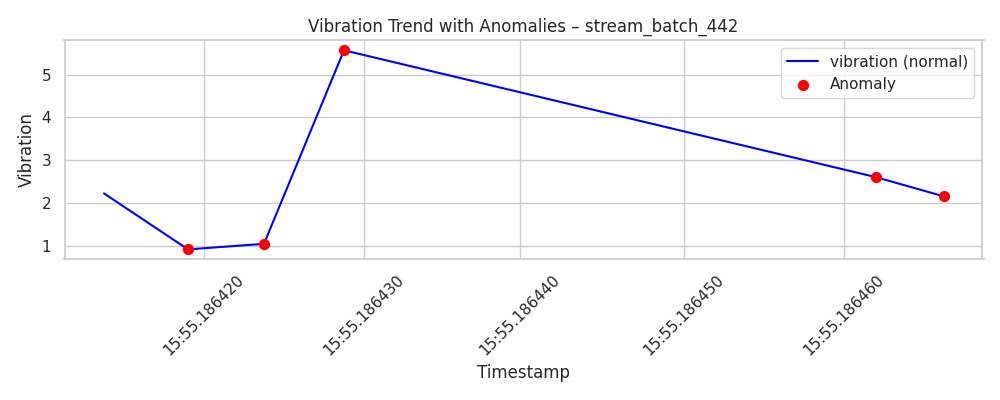 Vibration Trend with Anomalies – stream_batch_442
vibration (normal)
Anomaly
Vibration
5
4
3
2
1
15:55.186420
15:55.186430
15:55.186440
15:55.186450
15:55.186460
Timestamp